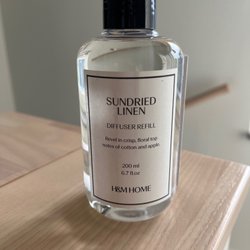 SUNDRIED
LINEN
DIFFUSER REFILL
Revel in crisp, floral top
notes of cotton and apple.
200 ml
6.7 fl oz
H&M HOME